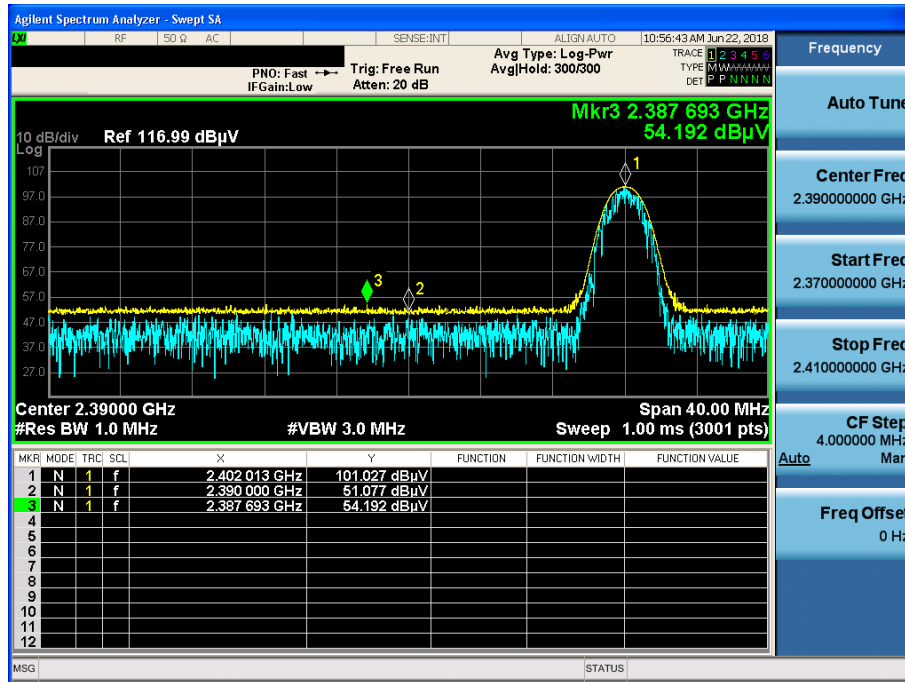 Agilent Spectrum Analyzer - Swept SA
LXI RF 50 Ω AC SENSE:INT ALIGN AUTO 10:56:43 AM Jun 22, 2018
Avg Type: Log-Pwr TRACE 1 2 3 4 5 6
PNO: Fast Trig: Free Run Avg|Hold: 300/300 TYPE M W W W W W
IFGain:Low Atten: 20 dB DET P P N N N N
Mkr3 2.387 693 GHz
54.192 dBµV
10 dB/div Ref 116.99 dBµV
Log
107
97.0
87.0
77.0
67.0
57.0
47.0
37.0
27.0
1
2
3
Center 2.39000 GHz Span 40.00 MHz
#Res BW 1.0 MHz #VBW 3.0 MHz Sweep 1.00 ms (3001 pts)
MKR MODE TRC SCL X Y FUNCTION FUNCTION WIDTH FUNCTION VALUE
1 N 1 f 2.402 013 GHz 101.027 dBµV
2 N 1 f 2.390 000 GHz 51.077 dBµV
3 N 1 f 2.387 693 GHz 54.192 dBµV
4
5
6
7
8
9
10
11
12
MSG STATUS
Frequency
Auto Tune
Center Freq
2.390000000 GHz
Start Freq
2.370000000 GHz
Stop Freq
2.410000000 GHz
CF Step
4.000000 MHz
Auto Man
Freq Offset
0 Hz